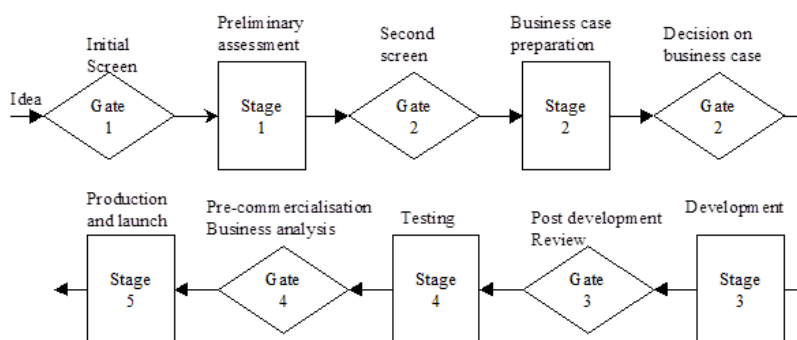 Initial
Screen
Preliminary
assessment
Second
screen
Business case
preparation
Decision on
business case
Idea
Gate
1
Stage
1
Gate
2
Stage
2
Gate
2
Production
and launch
Pre-commercialisation
Business analysis
Testing
Post development
Review
Development
Stage
5
Gate
4
Stage
4
Gate
3
Stage
3